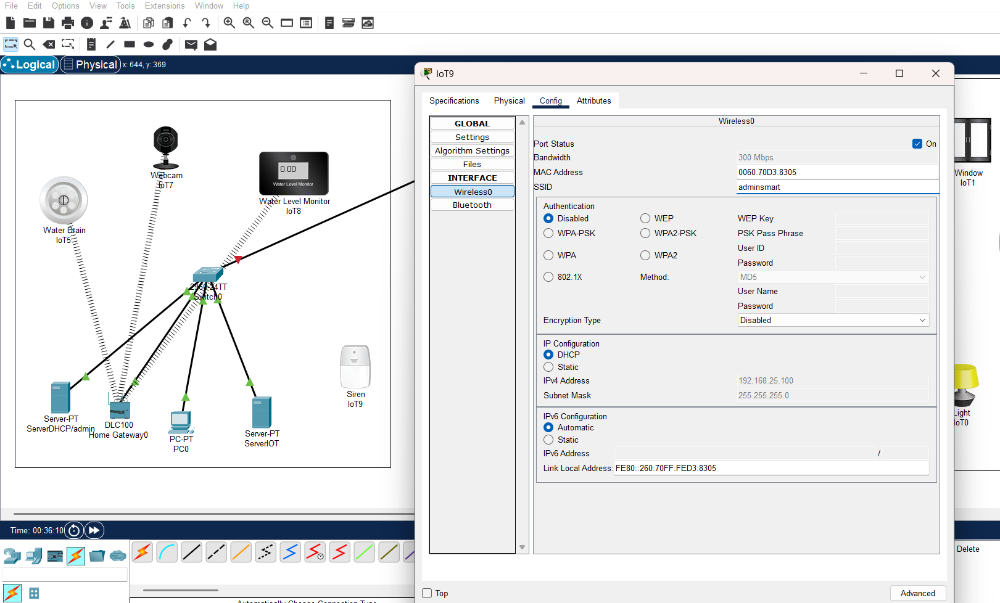 File Edit Options View Tools Extensions Window Help
Logical Physical x: 644, y: 369
IoT9
Specifications Physical Config Attributes
GLOBAL
Settings
Algorithm Settings
Files
INTERFACE
Wireless0
Bluetooth
Wireless0
Port Status On
Bandwidth 300 Mbps
MAC Address 0060.70D3.8305
SSID adminsmart
Authentication
Disabled WEP WEP Key
WPA-PSK WPA2-PSK PSK Pass Phrase
User ID
WPA WPA2
Password
802.1X Method: MD5
User Name
Password
Encryption Type Disabled
IP Configuration
DHCP
Static
IPv4 Address 192.168.25.100
Subnet Mask 255.255.255.0
IPv6 Configuration
Automatic
Static
IPv6 Address /
Link Local Address: FE80::260:70FF:FED3:8305
Top Advanced
Webcam
IoT7
0.00
Water Level Monitor
Water Level Monitor
IoT8
Water Drain
IoT5
2960-24TT
Switch0
Siren
IoT9
Server-PT
ServerDHCP/admin
DLC100
Home Gateway0
PC-PT
PC0
Server-PT
ServerIOT
Window
IoT1
Light
IoT0
Time: 00:36:10
Delete
Automatically Choose Connection Type